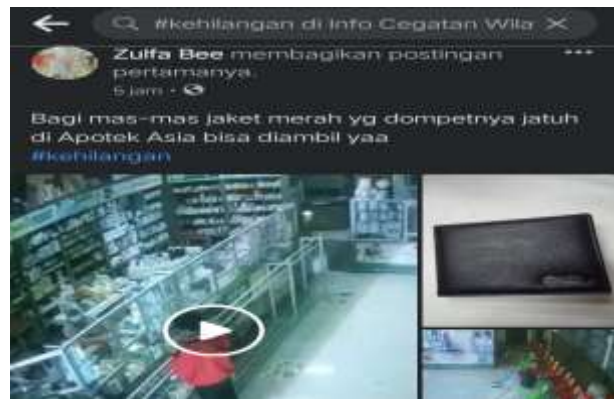 #kehilangan di Info Cegatan Wila
Zulfa Bee membagikan postingan
pertamanya.
5 jam
Bagi mas-mas jaket merah yg dompetnya jatuh
di Apotek Asia bisa diambil yaa
#kehilangan